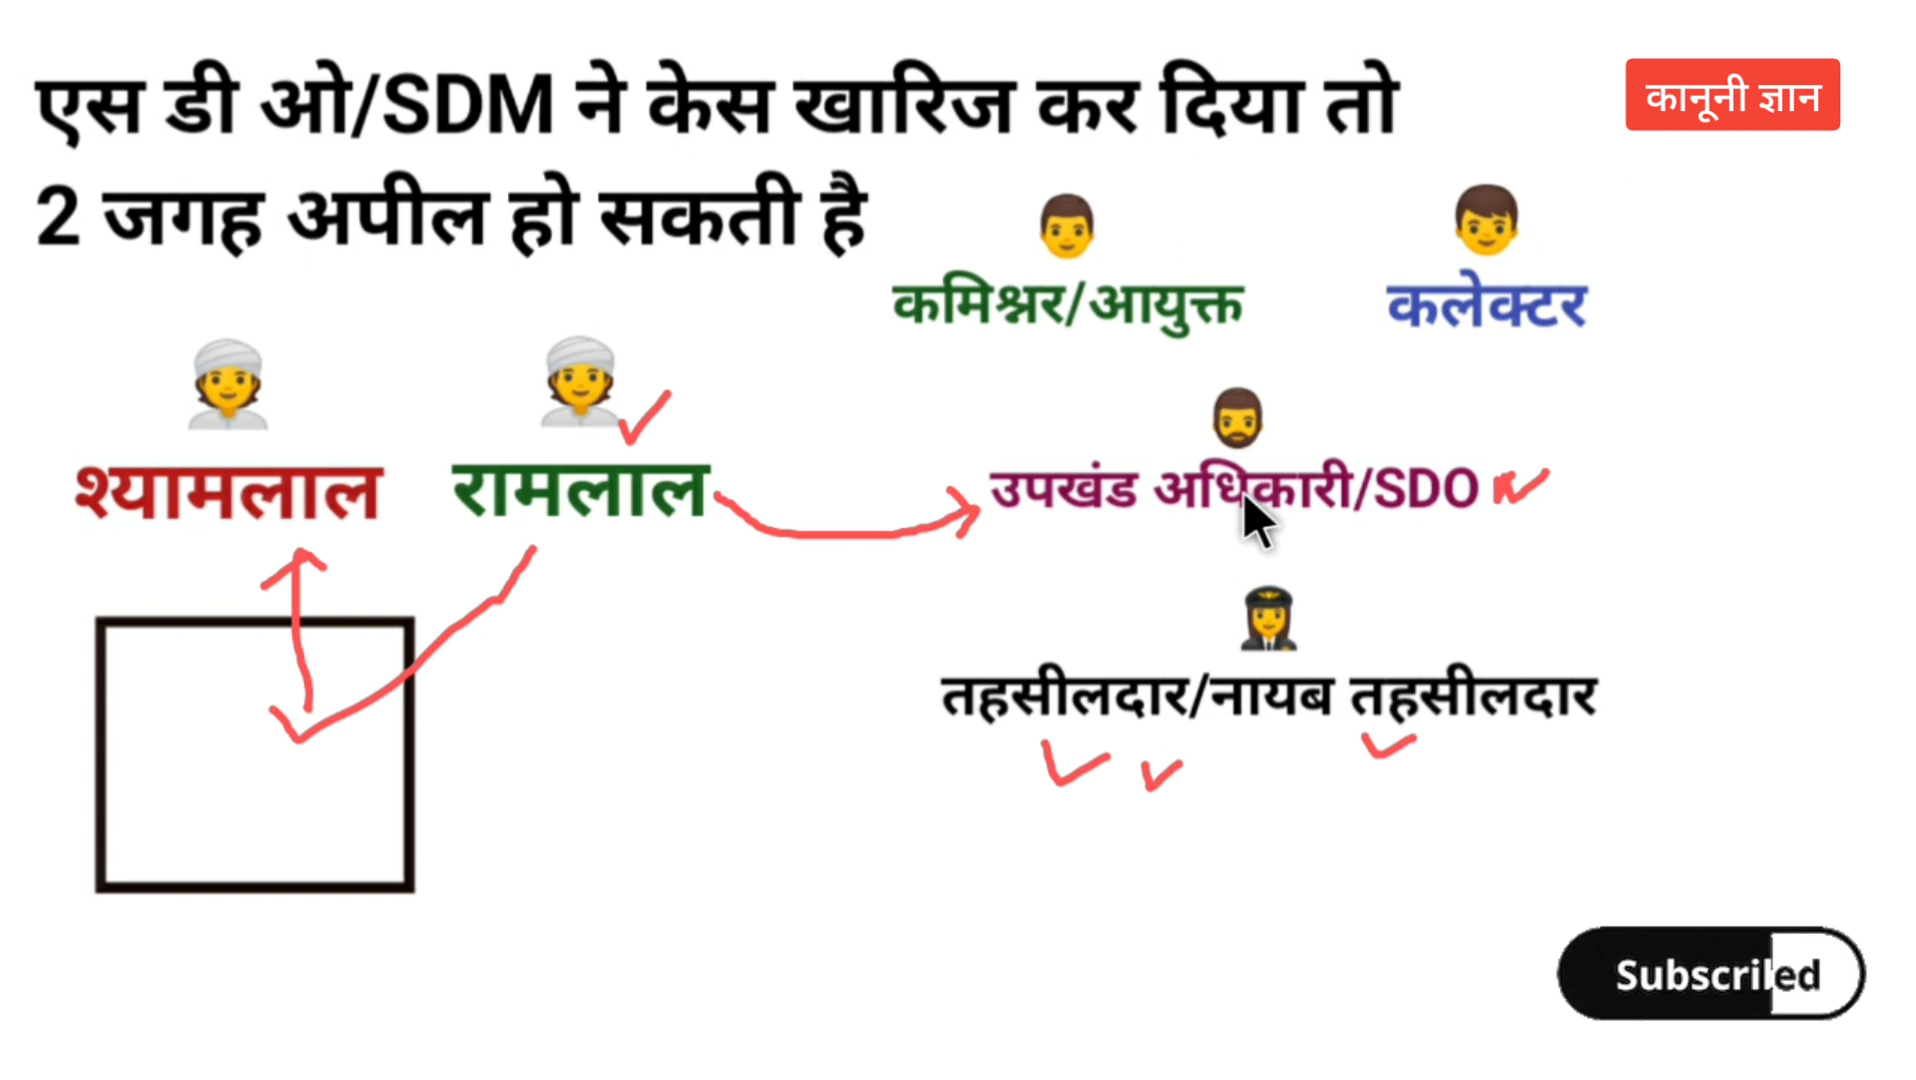 एस डी ओ/SDM ने केस खारिज कर दिया तो
2 जगह अपील हो सकती है
कानूनी ज्ञान
कमिश्नर/आयुक्त
कलेक्टर
श्यामलाल
रामलाल
उपखंड अधिकारी/SDO
तहसीलदार/नायब तहसीलदार